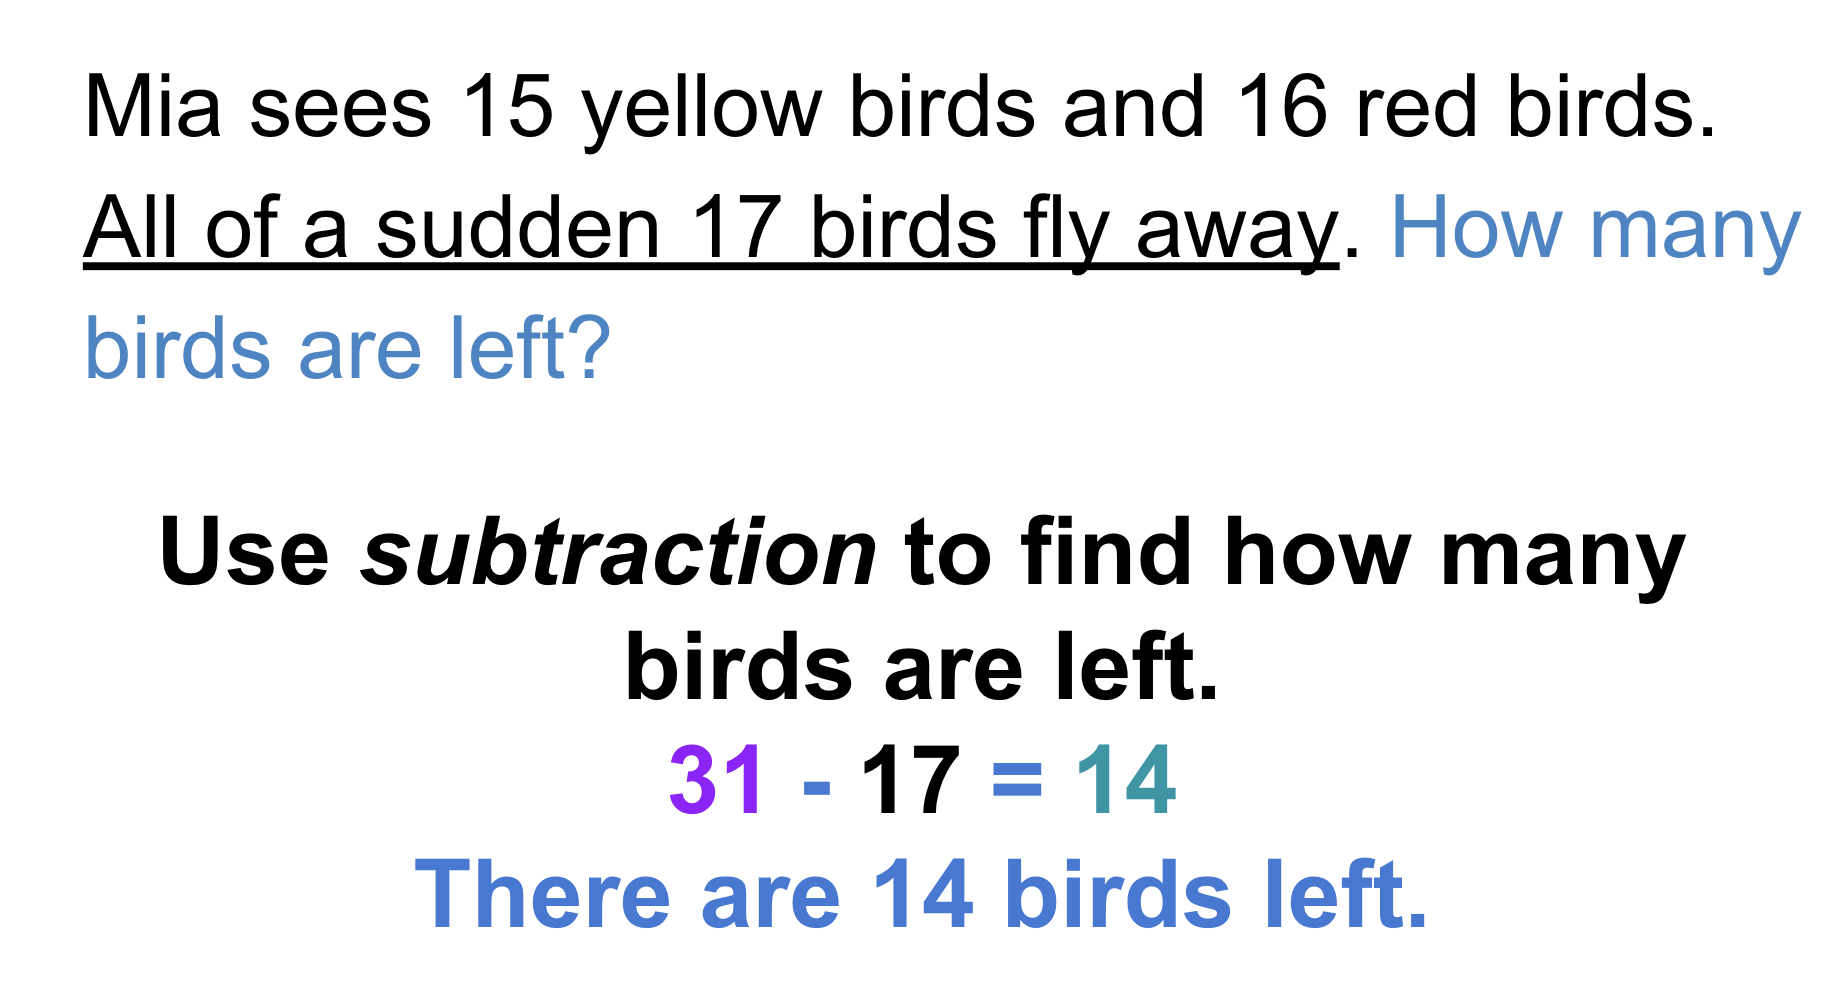 Mia sees 15 yellow birds and 16 red birds.
All of a sudden 17 birds fly away. How many
birds are left?
Use subtraction to find how many
birds are left.
31 - 17 = 14
There are 14 birds left.